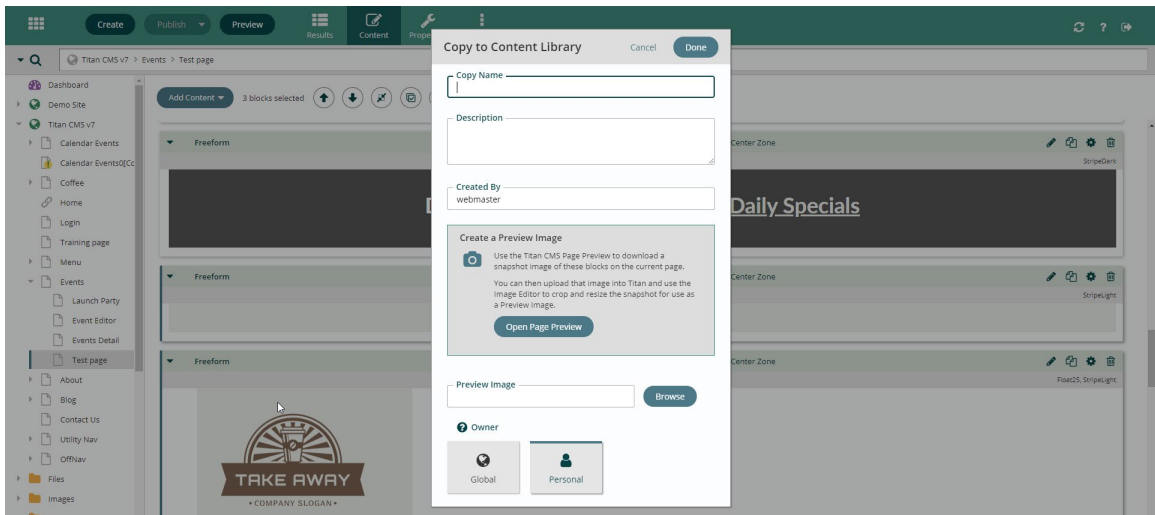 Create
Publish
Preview
Results
Content
Copy to Content Library
Cancel
Done
Titan CMS v7 > Events > Test page
Dashboard
Demo Site
Titan CMS v7
Calendar Events
Calendar Events0[Cc
Coffee
Home
Login
Training page
Menu
Events
Launch Party
Event Editor
Events Detail
Test page
About
Blog
Contact Us
Utility Nav
OffNav
Files
Images
Add Content
3 blocks selected
Freeform
Center Zone
StripeDark
Daily Specials
Freeform
Center Zone
StripeLight
Freeform
Center Zone
Float25, StripeLight
TAKE AWAY
• COMPANY SLOGAN •
Copy Name
Description
Created By
webmaster
Create a Preview Image
Use the Titan CMS Page Preview to download a
snapshot image of these blocks on the current page.
You can then upload that image into Titan and use the
Image Editor to crop and resize the snapshot for use as
a Preview Image.
Open Page Preview
Preview Image
Browse
Owner
Global
Personal